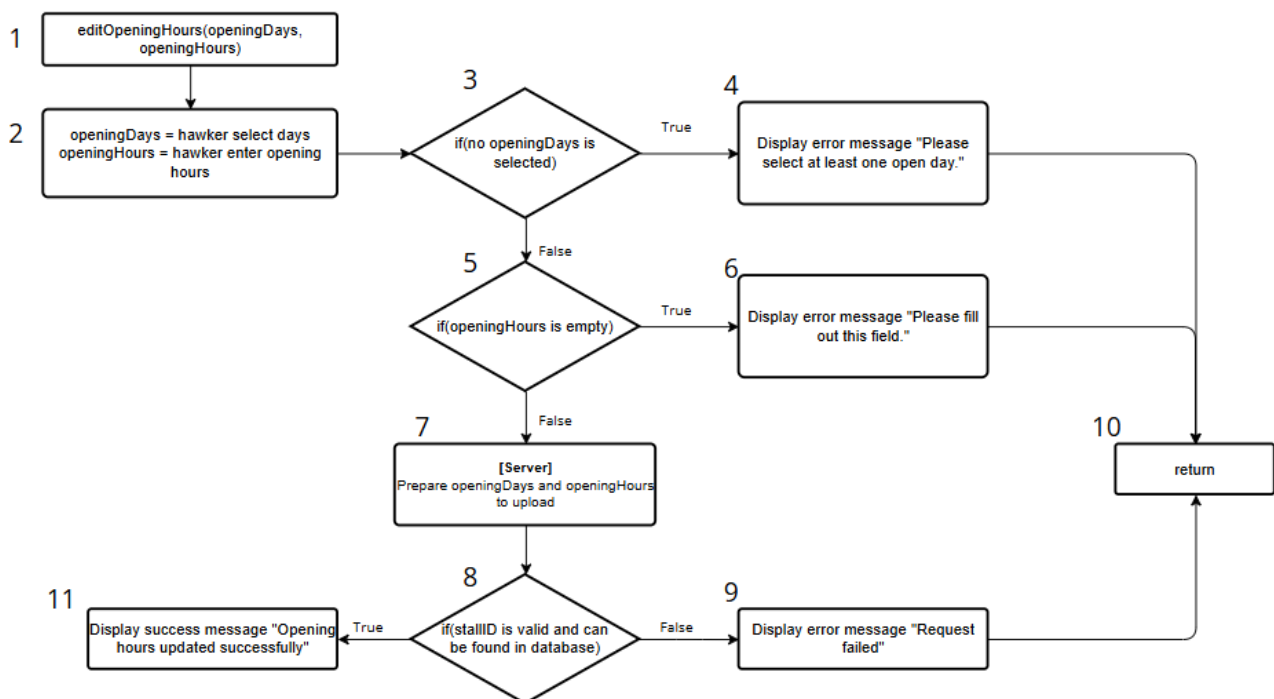 1
editOpeningHours(openingDays,
openingHours)
2
openingDays = hawker select days
openingHours = hawker enter opening
hours
3
if(no openingDays is
selected)
True
4
Display error message "Please
select at least one open day."
False
5
if(openingHours is empty)
True
6
Display error message "Please fill
out this field."
False
7
[Server]
Prepare openingDays and openingHours
to upload
8
if(stallID is valid and can
be found in database)
False
9
Display error message "Request
failed"
10
return
True
11
Display success message "Opening
hours updated successfully"